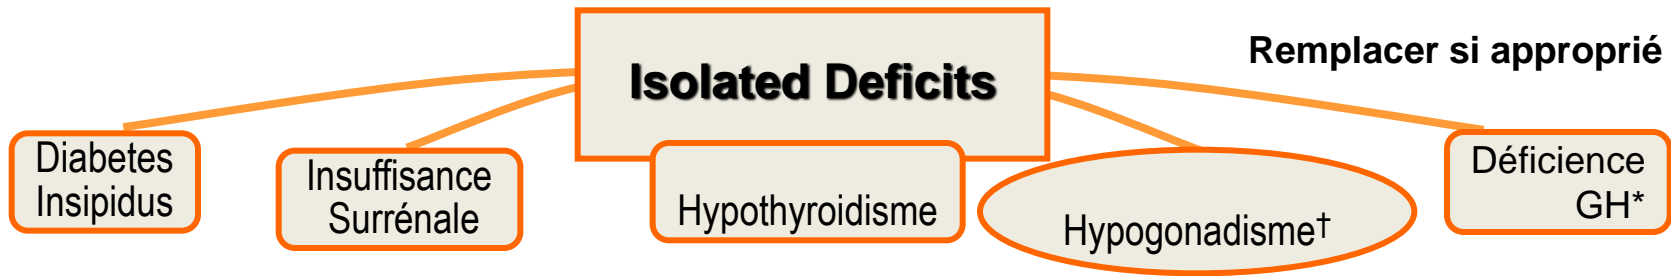 Isolated Deficits
Remplacer si approprié
Diabetes
Insipidus
Insuffisance
Surrénale
Hypothyroidisme
Hypogonadisme†
Déficience
GH*